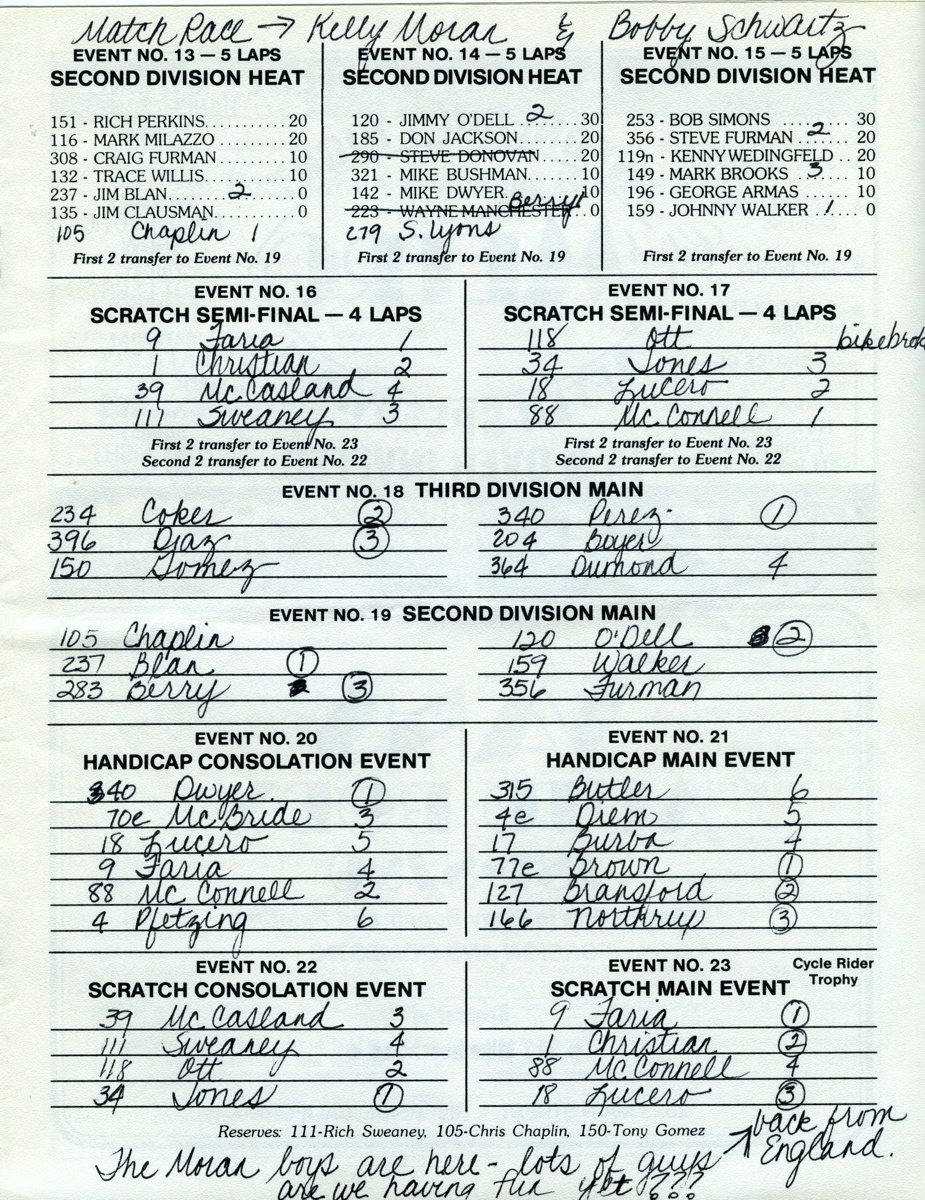 Match Race → Kelly Moran & Bobby Schwartz
EVENT NO. 13 — 5 LAPS
SECOND DIVISION HEAT
151 - RICH PERKINS............ 20
116 - MARK MILAZZO........... 20
308 - CRAIG FURMAN ........... 10
132 - TRACE WILLIS.............. 10
237 - JIM BLAN ........2......... 0
135 - JIM CLAUSMAN............ 0
105 Chaplin 1
First 2 transfer to Event No. 19
EVENT NO. 14 — 5 LAPS
SECOND DIVISION HEAT
120 - JIMMY O'DELL ..2...... 30
185 - DON JACKSON........... 20
290 - STEVE DONOVAN ....... 20
321 - MIKE BUSHMAN ......... 10
142 - MIKE DWYER ........... 10
Berry 1
223 - WAYNE MANCHESTER.. 0
279 S. Lyons
First 2 transfer to Event No. 19
EVENT NO. 15 — 5 LAPS
SECOND DIVISION HEAT
253 - BOB SIMONS .......... 30
356 - STEVE FURMAN ..2.... 20
119n - KENNY WEDINGFELD .. 20
149 - MARK BROOKS ..3..... 10
196 - GEORGE ARMAS ........ 10
159 - JOHNNY WALKER ..1.... 0
First 2 transfer to Event No. 19
EVENT NO. 16
SCRATCH SEMI-FINAL — 4 LAPS
9 Faria 1
1 Christian 2
39 Mc Casland 4
111 Sweaney 3
First 2 transfer to Event No. 23
Second 2 transfer to Event No. 22
EVENT NO. 17
SCRATCH SEMI-FINAL — 4 LAPS
118 Ott bike brok
34 Jones 3
18 Lucero 2
88 Mc Connell 1
First 2 transfer to Event No. 23
Second 2 transfer to Event No. 22
EVENT NO. 18 THIRD DIVISION MAIN
234 Cokes 2
396 Diaz 3
150 Gomez
340 Perez 1
204 Boyer
364 Dumond 4
EVENT NO. 19 SECOND DIVISION MAIN
105 Chaplin
237 Blan 1
283 Berry 3
120 O'Dell 2
159 Walker
356 Furman
EVENT NO. 20
HANDICAP CONSOLATION EVENT
340 Dwyer 1
70e McBride 3
18 Lucero 5
9 Faria 4
88 Mc Connell 2
4 Pfetzing 6
EVENT NO. 21
HANDICAP MAIN EVENT
315 Butler 6
4e Diem 5
17 Burba 4
77e Brown 1
127 Bransford 2
166 Northrup 3
EVENT NO. 22
SCRATCH CONSOLATION EVENT
39 Mc Casland 3
111 Sweaney 4
118 Ott 2
34 Jones 1
EVENT NO. 23
SCRATCH MAIN EVENT
Cycle Rider
Trophy
9 Faria 1
1 Christian 2
88 Mc Connell 4
18 Lucero 3
Reserves: 111-Rich Sweaney, 105-Chris Chaplin, 150-Tony Gomez
back from
England.
The Moran boys are here - lots of guys
are we having fun yet???